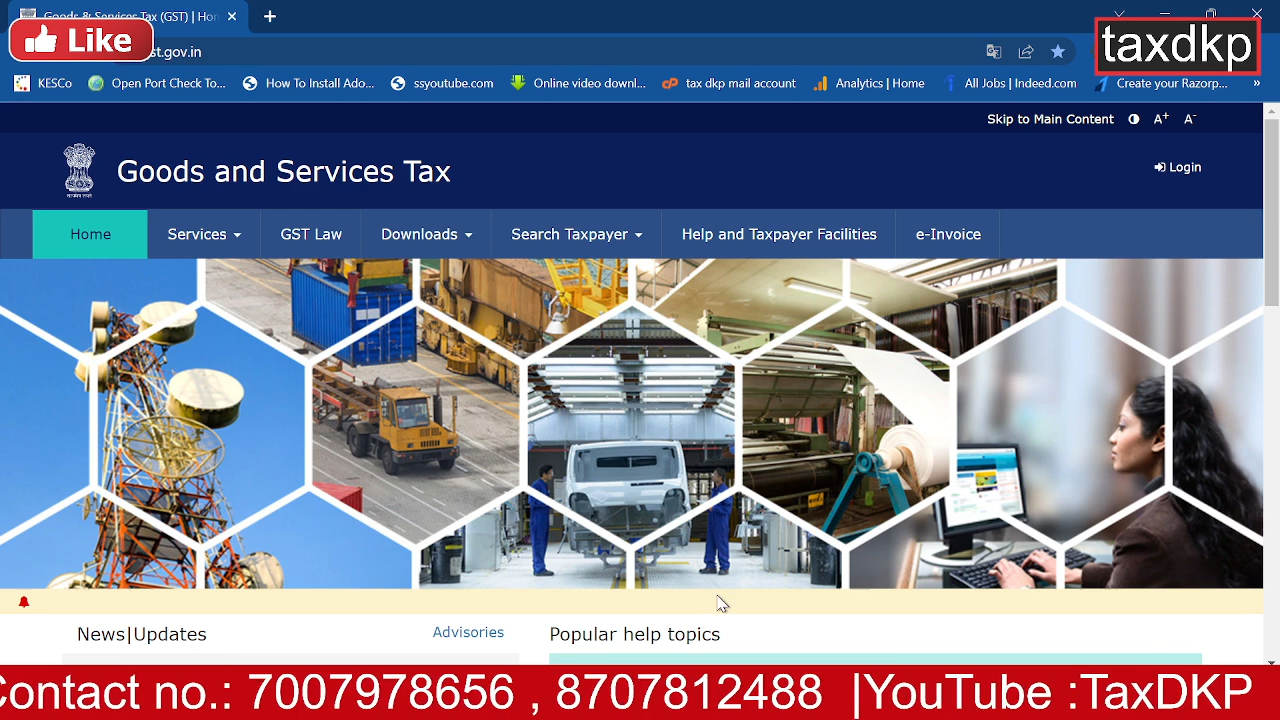 Goods & Services Tax (GST) | Hon
Like
st.gov.in
taxdkp
KESCo
Open Port Check To...
How To Install Ado...
ssyoutube.com
Online video downl...
tax dkp mail account
Analytics | Home
All Jobs | Indeed.com
Create your Razorp...
»
Skip to Main Content
A+
A-
Goods and Services Tax
Login
Home
Services
GST Law
Downloads
Search Taxpayer
Help and Taxpayer Facilities
e-Invoice
News|Updates
Advisories
Popular help topics
Contact no.: 7007978656 , 8707812488 |YouTube :TaxDKP